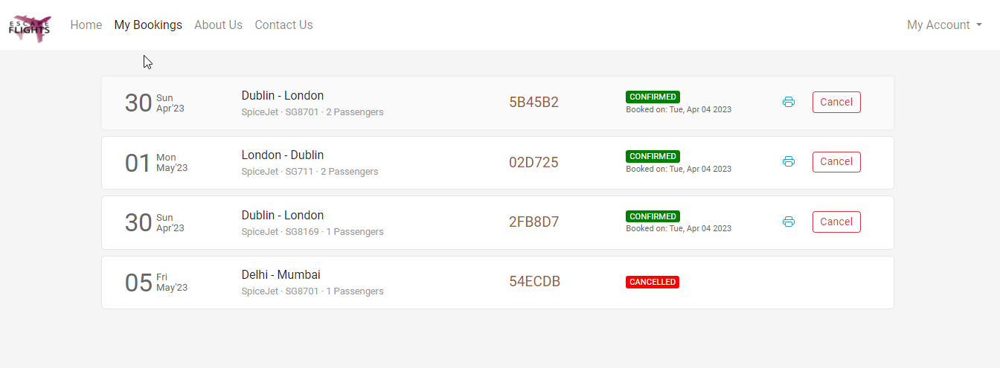 ESCAPE
FLIGHTS
Home My Bookings About Us Contact Us My Account
30 Sun Apr'23 Dublin - London SpiceJet · SG8701 · 2 Passengers 5B45B2 CONFIRMED Booked on: Tue, Apr 04 2023 Cancel
01 Mon May'23 London - Dublin SpiceJet · SG711 · 2 Passengers 02D725 CONFIRMED Booked on: Tue, Apr 04 2023 Cancel
30 Sun Apr'23 Dublin - London SpiceJet · SG8169 · 1 Passengers 2FB8D7 CONFIRMED Booked on: Tue, Apr 04 2023 Cancel
05 Fri May'23 Delhi - Mumbai SpiceJet · SG8701 · 1 Passengers 54ECDB CANCELLED